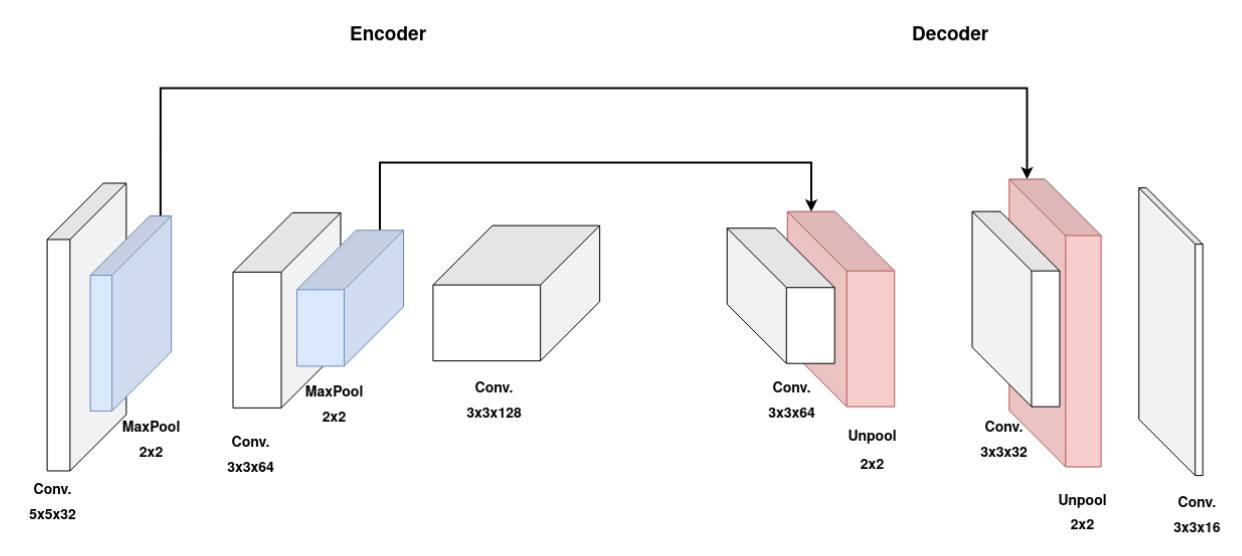 Encoder
Decoder
Conv.
5x5x32
MaxPool
2x2
Conv.
3x3x64
MaxPool
2x2
Conv.
3x3x128
Conv.
3x3x64
Unpool
2x2
Conv.
3x3x32
Unpool
2x2
Conv.
3x3x16